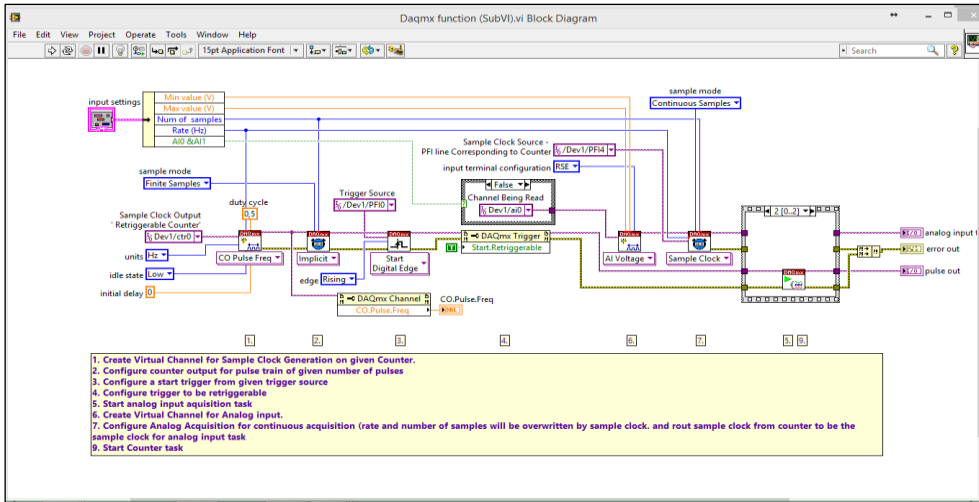 Daqmx function (SubVI).vi Block Diagram
File Edit View Project Operate Tools Window Help
15pt Application Font
Search
input settings
Min value (V)
Max value (V)
Num of samples
Rate (Hz)
AI0 &AI1
sample mode
Continuous Samples
Sample Clock Source -
PFI line Corresponding to Counter
/Dev1/PFI4
input terminal configuration
RSE
sample mode
Finite Samples
Trigger Source
/Dev1/PFI0
False
Channel Being Read
Dev1/ai0
2 [0..2]
duty cycle
0,5
Sample Clock Output
' Retriggerable Counter'
Dev1/ctr0
units
Hz
idle state
Low
initial delay
0
CO Pulse Freq
Implicit
Start
Digital Edge
edge
Rising
DAQmx Trigger
Start.Retriggerable
T
AI Voltage
Sample Clock
analog input t
error out
pulse out
DAQmx Channel
CO.Pulse.Freq
CO.Pulse.Freq
DBL
1. 2. 3. 4. 6. 7. 5. 9.
1. Create Virtual Channel for Sample Clock Generation on given Counter.
2. Configure counter output for pulse train of given number of pulses
3. Configure a start trigger from given trigger source
4. Configure trigger to be retriggerable
5. Start analog input aquisition task
6. Create Virtual Channel for Analog input.
7. Configure Analog Acquisition for continuous acquisition (rate and number of samples will be overwritten by sample clock. and rout sample clock from counter to be the
sample clock for analog input task
9. Start Counter task